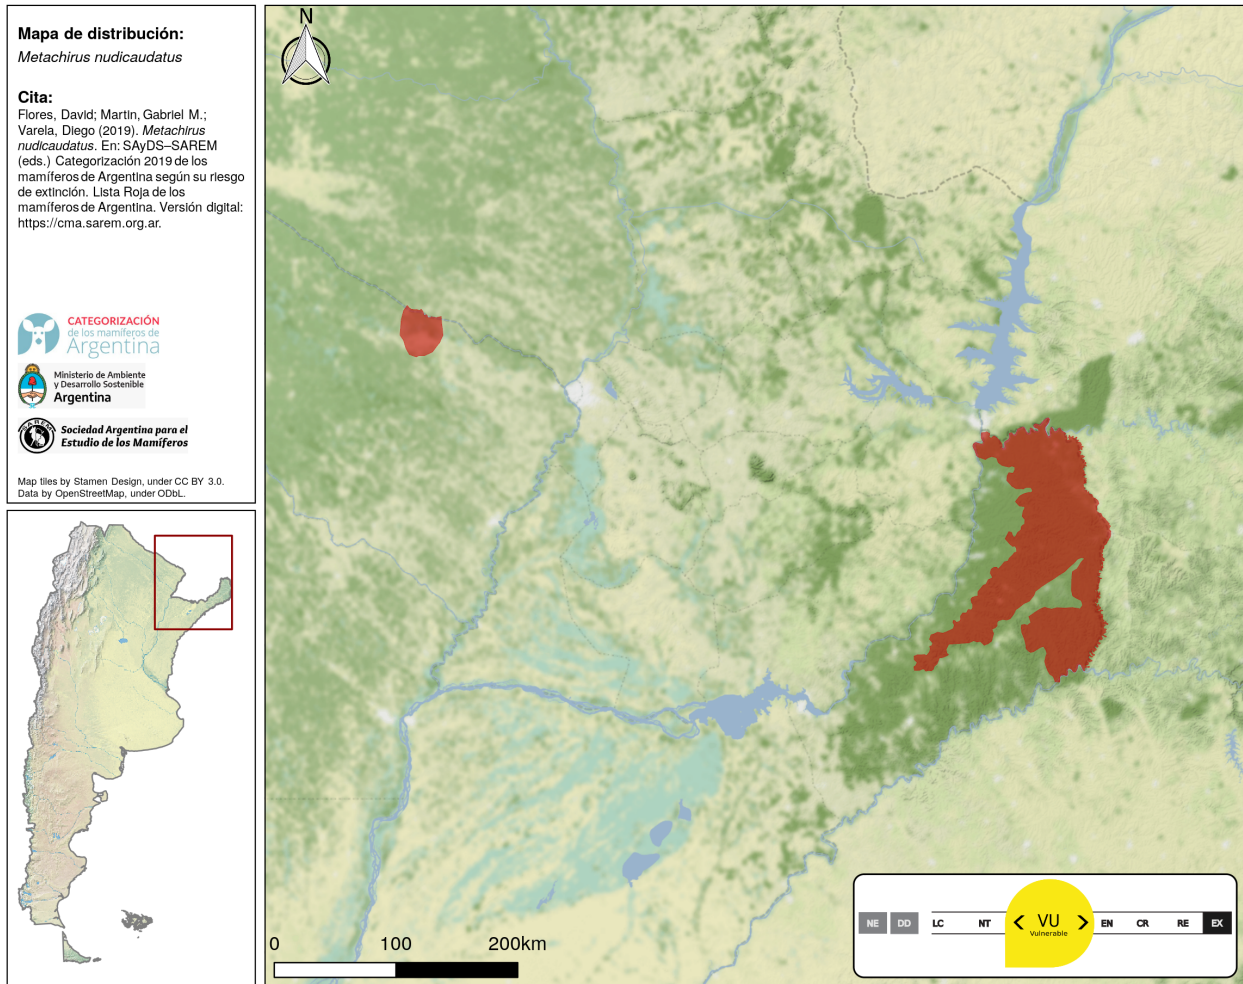 Mapa de distribución:
Metachirus nudicaudatus
Cita:
Flores, David; Martin, Gabriel M.;
Varela, Diego (2019). Metachirus
nudicaudatus. En: SAyDS–SAREM
(eds.) Categorización 2019 de los
mamíferos de Argentina según su riesgo
de extinción. Lista Roja de los
mamíferos de Argentina. Versión digital:
https://cma.sarem.org.ar.
CATEGORIZACIÓN
de los mamíferos de
Argentina
Ministerio de Ambiente
y Desarrollo Sostenible
Argentina
SAREM
Sociedad Argentina para el
Estudio de los Mamíferos
Map tiles by Stamen Design, under CC BY 3.0.
Data by OpenStreetMap, under ODbL.
N
0 100 200km
NE DD LC NT < VU > EN CR RE EX
Vulnerable